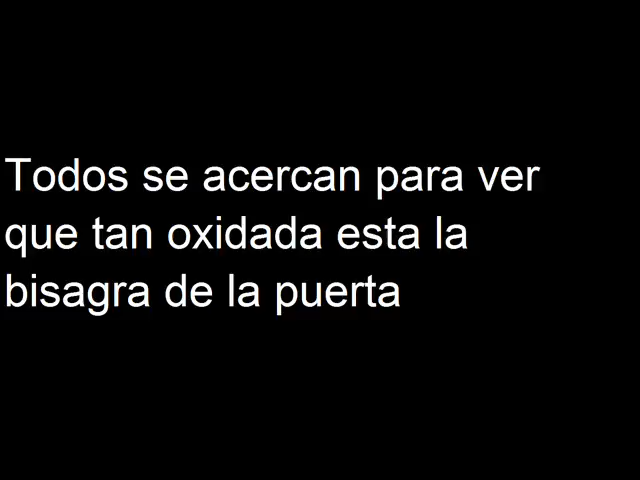 Todos se acercan para ver
que tan oxidada esta la
bisagra de la puerta